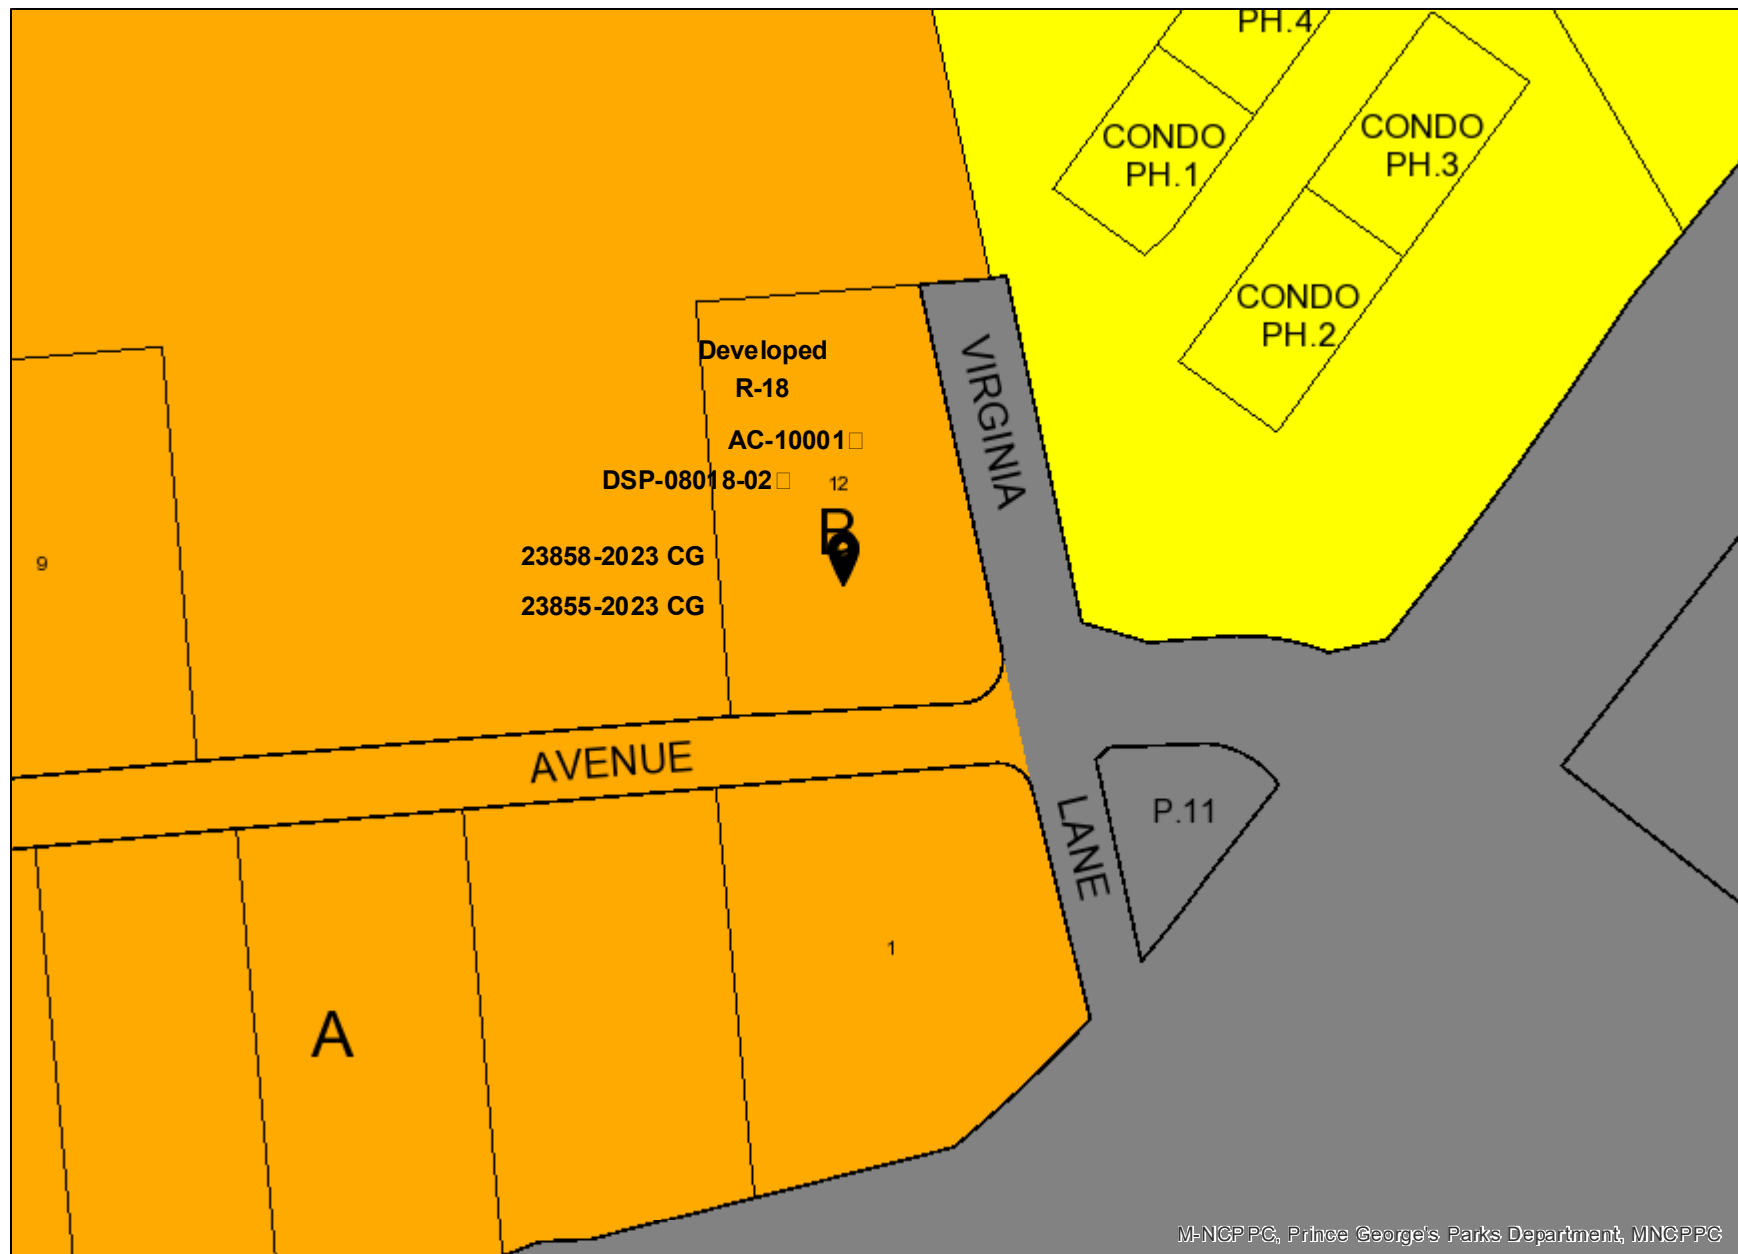 PH.4
CONDO
PH.1
CONDO
PH.3
CONDO
PH.2
VIRGINIA
Developed
R-18
AC-10001□
DSP-08018-02□
12
B
23858-2023 CG
23855-2023 CG
9
AVENUE
LANE
P.11
1
A
M-NCPPC, Prince George's Parks Department, MNCPPC